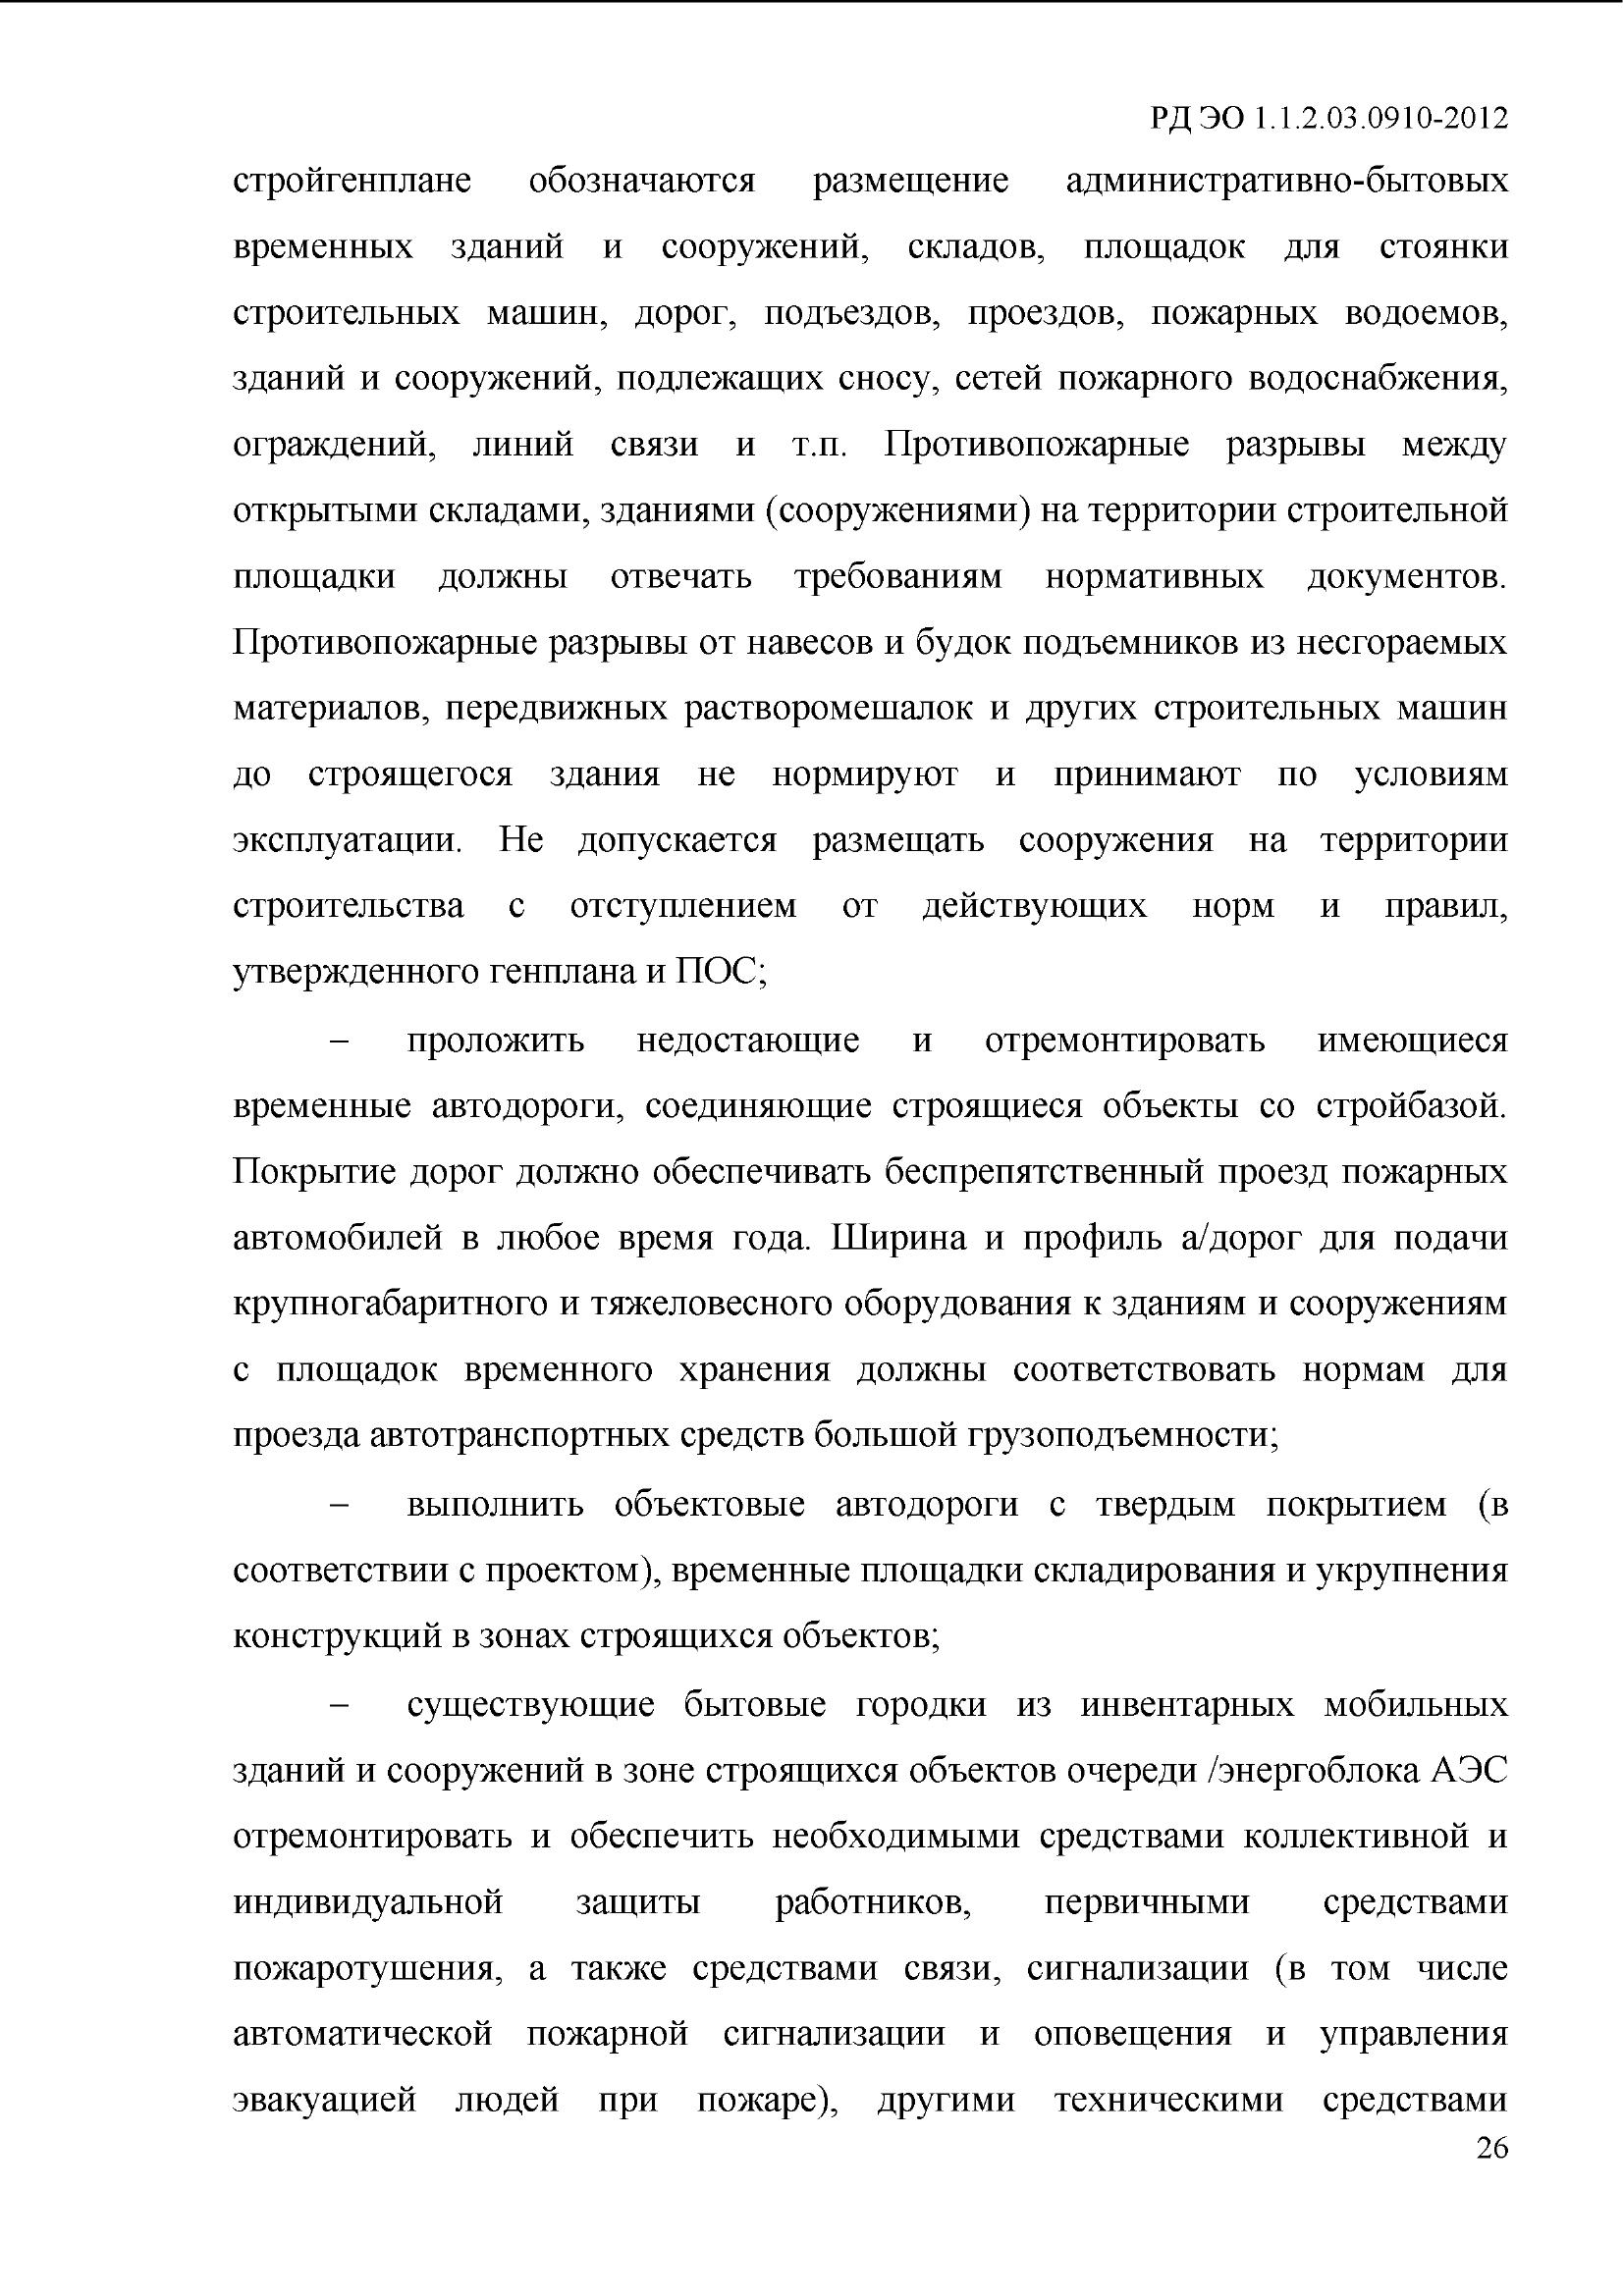 РД ЭО 1.1.2.03.0910-2012
стройгенплане обозначаются размещение административно-бытовых
временных зданий и сооружений, складов, площадок для стоянки
строительных машин, дорог, подъездов, проездов, пожарных водоемов,
зданий и сооружений, подлежащих сносу, сетей пожарного водоснабжения,
ограждений, линий связи и т.п. Противопожарные разрывы между
открытыми складами, зданиями (сооружениями) на территории строительной
площадки должны отвечать требованиям нормативных документов.
Противопожарные разрывы от навесов и будок подъемников из несгораемых
материалов, передвижных растворомешалок и других строительных машин
до строящегося здания не нормируют и принимают по условиям
эксплуатации. Не допускается размещать сооружения на территории
строительства с отступлением от действующих норм и правил,
утвержденного генплана и ПОС;
– проложить недостающие и отремонтировать имеющиеся
временные автодороги, соединяющие строящиеся объекты со стройбазой.
Покрытие дорог должно обеспечивать беспрепятственный проезд пожарных
автомобилей в любое время года. Ширина и профиль а/дорог для подачи
крупногабаритного и тяжеловесного оборудования к зданиям и сооружениям
с площадок временного хранения должны соответствовать нормам для
проезда автотранспортных средств большой грузоподъемности;
– выполнить объектовые автодороги с твердым покрытием (в
соответствии с проектом), временные площадки складирования и укрупнения
конструкций в зонах строящихся объектов;
– существующие бытовые городки из инвентарных мобильных
зданий и сооружений в зоне строящихся объектов очереди /энергоблока АЭС
отремонтировать и обеспечить необходимыми средствами коллективной и
индивидуальной защиты работников, первичными средствами
пожаротушения, а также средствами связи, сигнализации (в том числе
автоматической пожарной сигнализации и оповещения и управления
эвакуацией людей при пожаре), другими техническими средствами
26